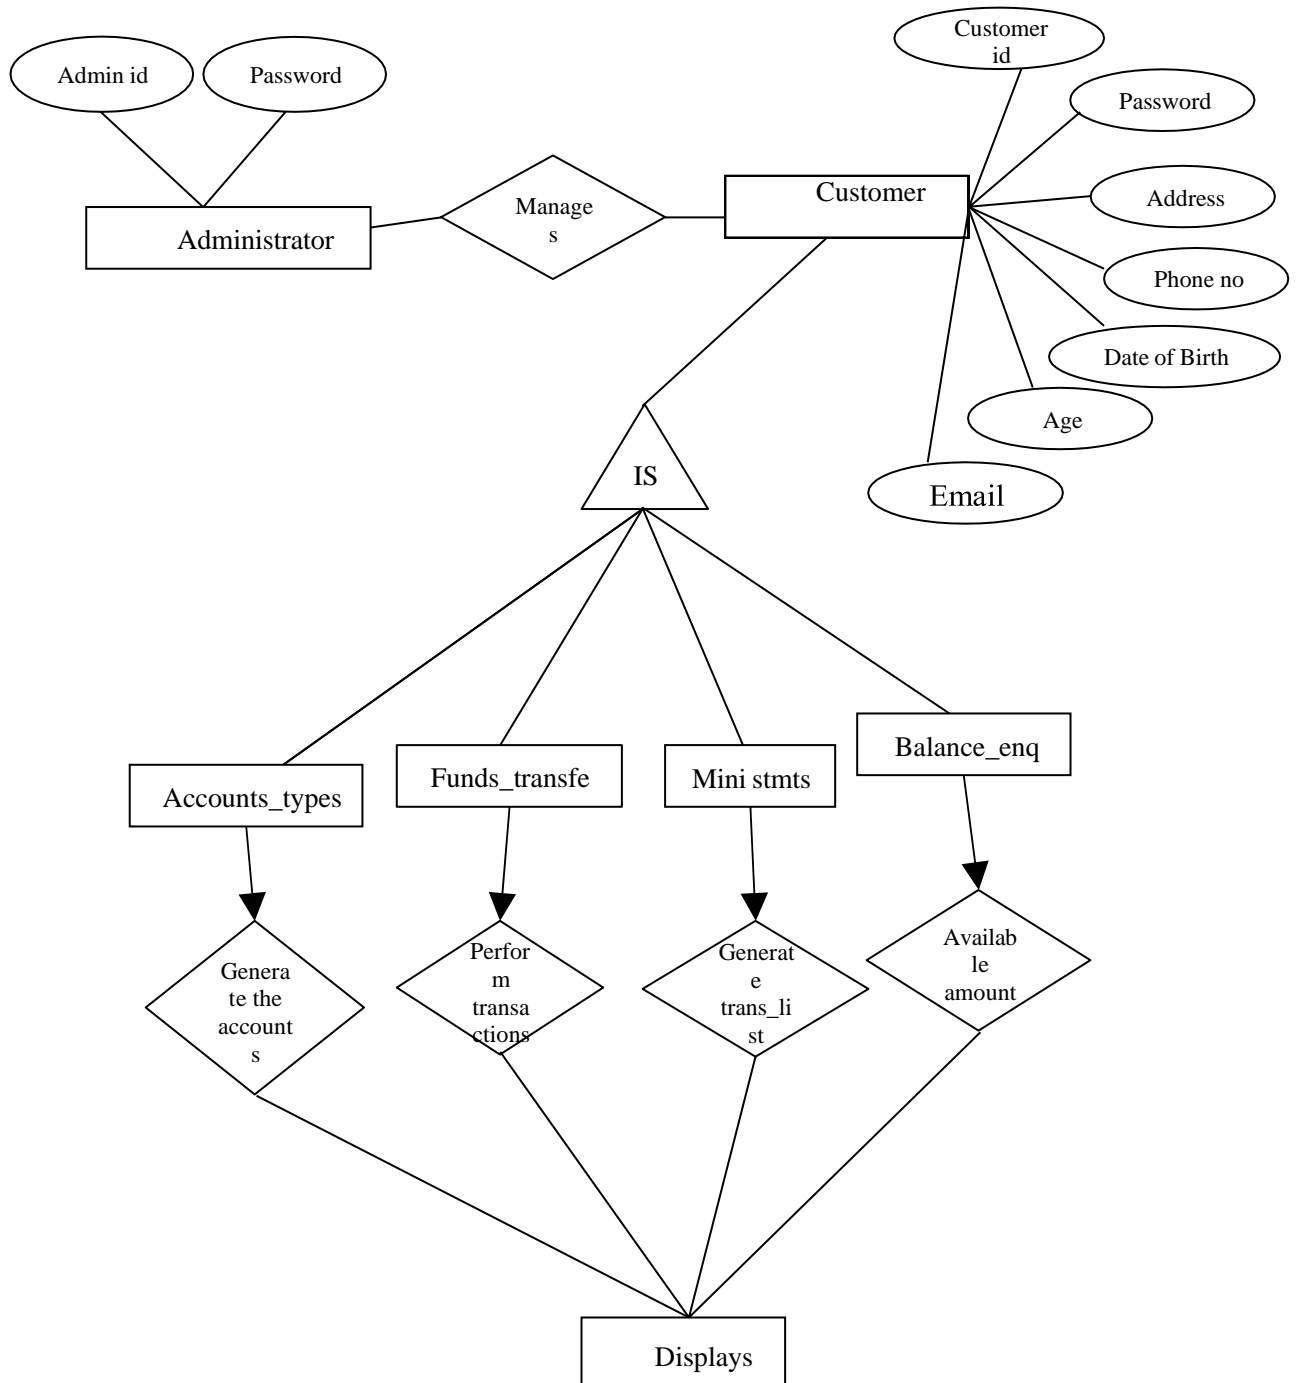 Customer
id
Admin id
Password
Password
Customer
Address
Manage
s
Administrator
Phone no
Date of Birth
Age
IS
Email
Balance_enq
Funds_transfe
Mini stmts
Accounts_types
Genera
te the
account
s
Perfor
m
transa
ctions
Generat
e
trans_li
st
Availab
le
amount
Displays